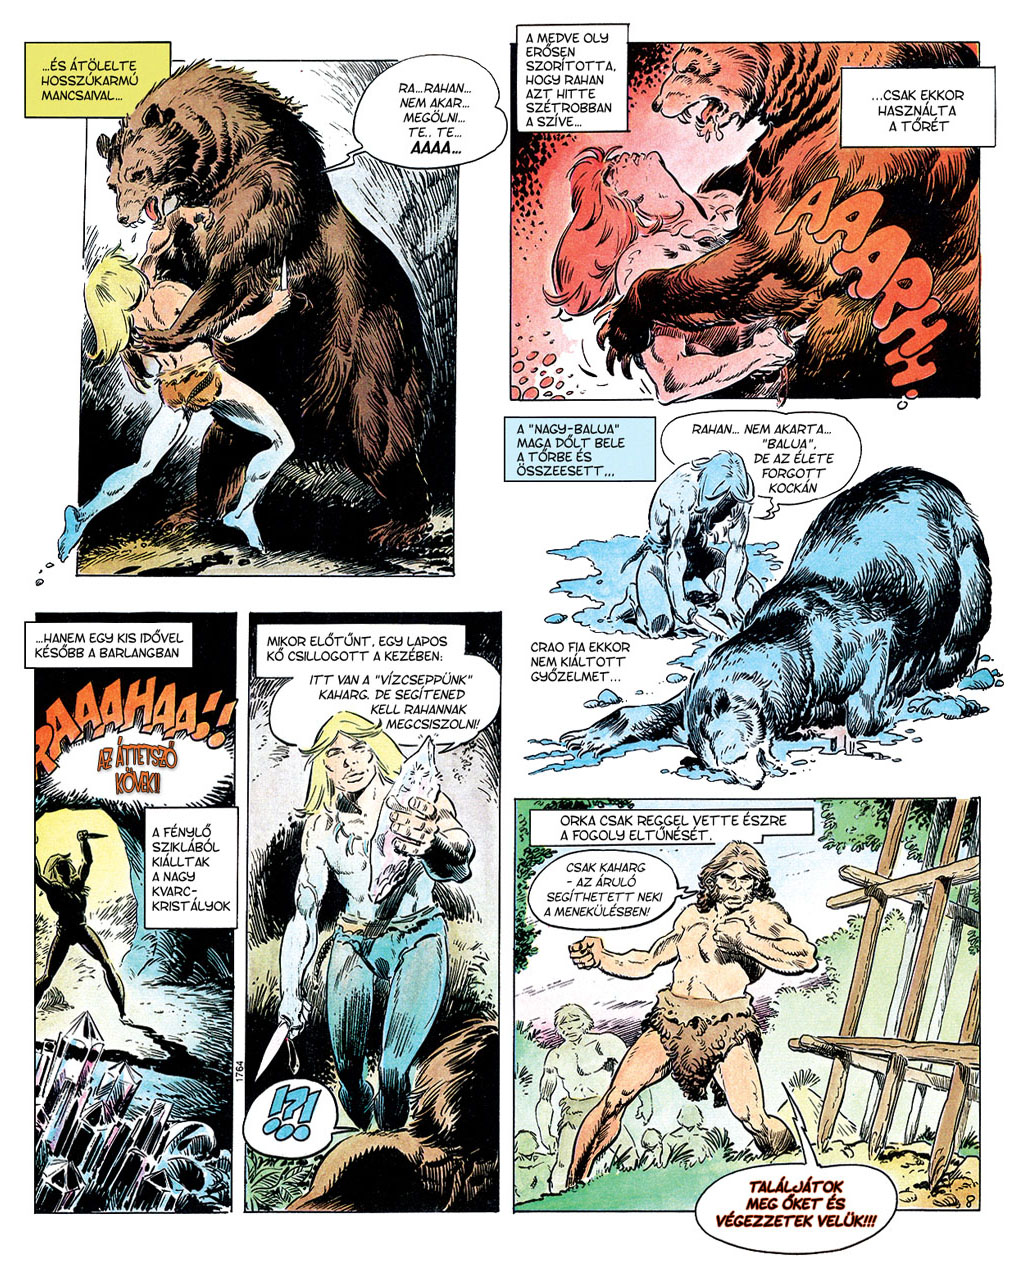 ...ÉS ÁTÖLELTE
HOSSZÚKARMÚ
MANCSAIVAL...
RA...RAHAN...
NEM AKAR...
MEGÖLNI...
TE.. TE...
AAAA...
A MEDVE OLY
ERŐSEN
SZORÍTOTTA,
HOGY RAHAN
AZT HITTE
SZÉTROBBAN
A SZÍVE...
...CSAK EKKOR
HASZNÁLTA
A TŐRÉT
AAAARHH.
A "NAGY-BALUA"
MAGA DŐLT BELE
A TŐRBE ÉS
ÖSSZEESETT...
RAHAN... NEM AKARTA...
"BALUA",
DE AZ ÉLETE
FORGOTT
KOCKÁN
CRAO FIA EKKOR
NEM KIÁLTOTT
GYŐZELMET...
...HANEM EGY KIS IDŐVEL
KÉSŐBB A BARLANGBAN
RAAAHAA!!
AZ ÁTTETSZŐ
KÖVEK!!
A FÉNYLŐ
SZIKLÁBÓL
KIÁLLTAK
A NAGY
KVARC-
KRISTÁLYOK
1764
MIKOR ELŐTŰNT, EGY LAPOS
KŐ CSILLOGOTT A KEZÉBEN:
ITT VAN A "VÍZCSEPPÜNK"
KAHARG. DE SEGÍTENED
KELL RAHANNAK
MEGCSISZOLNI!
!?!
ORKA CSAK REGGEL VETTE ÉSZRE
A FOGOLY ELTŰNÉSÉT.
CSAK KAHARG
- AZ ÁRULÓ
SEGÍTHETETT NEKI
A MENEKÜLÉSBEN!
TALÁLJÁTOK
MEG ŐKET ÉS
VÉGEZZETEK VELÜK!!!
8